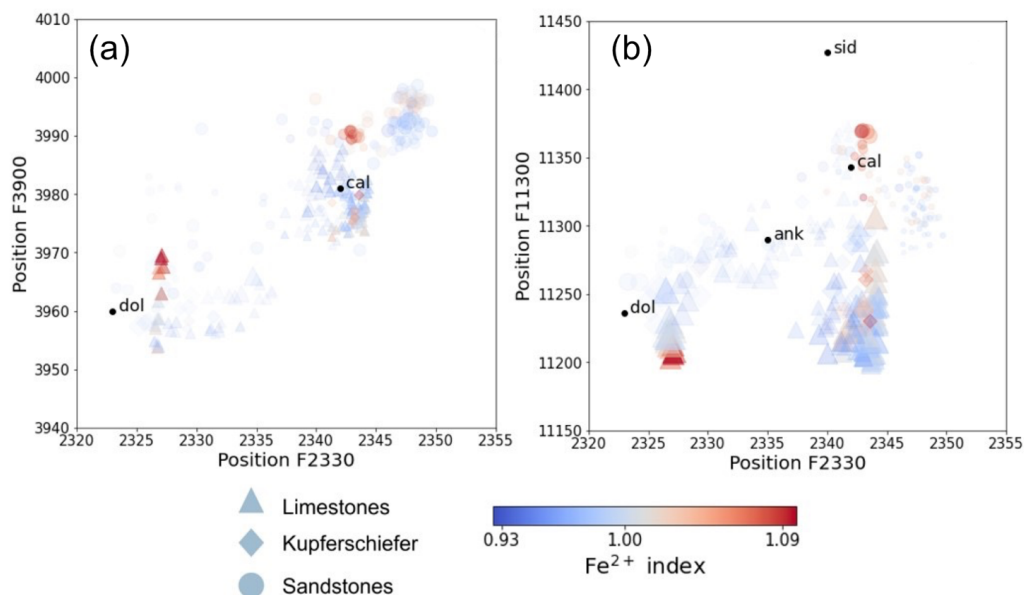 (a)
4010
4000
3990
3980
3970
3960
3950
3940
Position F3900
cal
dol
2320 2325 2330 2335 2340 2345 2350 2355
Position F2330
(b)
11450
11400
11350
11300
11250
11200
11150
Position F11300
sid
cal
ank
dol
2320 2325 2330 2335 2340 2345 2350 2355
Position F2330
Limestones
Kupferschiefer
Sandstones
0.93 1.00 1.09
Fe²⁺ index